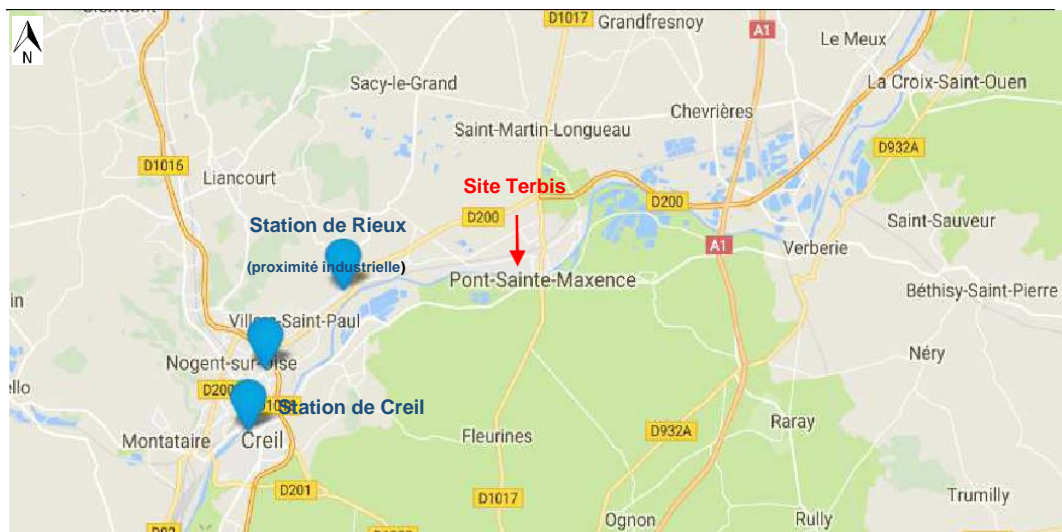 D1017
Grandfresnoy
A1
Le Meux
N
Sacy-le-Grand
La Croix-Saint-Ouen
Chevrières
Saint-Martin-Longueau
D932A
D1016
Liancourt
Site Terbis
D200
D200
Saint-Sauveur
Station de Rieux
A1
Verberie
(proximité industrielle)
Pont-Sainte-Maxence
Béthisy-Saint-Pierre
Saint-Paul
Nogent-sur-Oise
Néry
D200
Station de Creil
Montataire
Creil
Fleurines
D932A
Raray
D201
D1017
Trumilly
Ognon
Rully